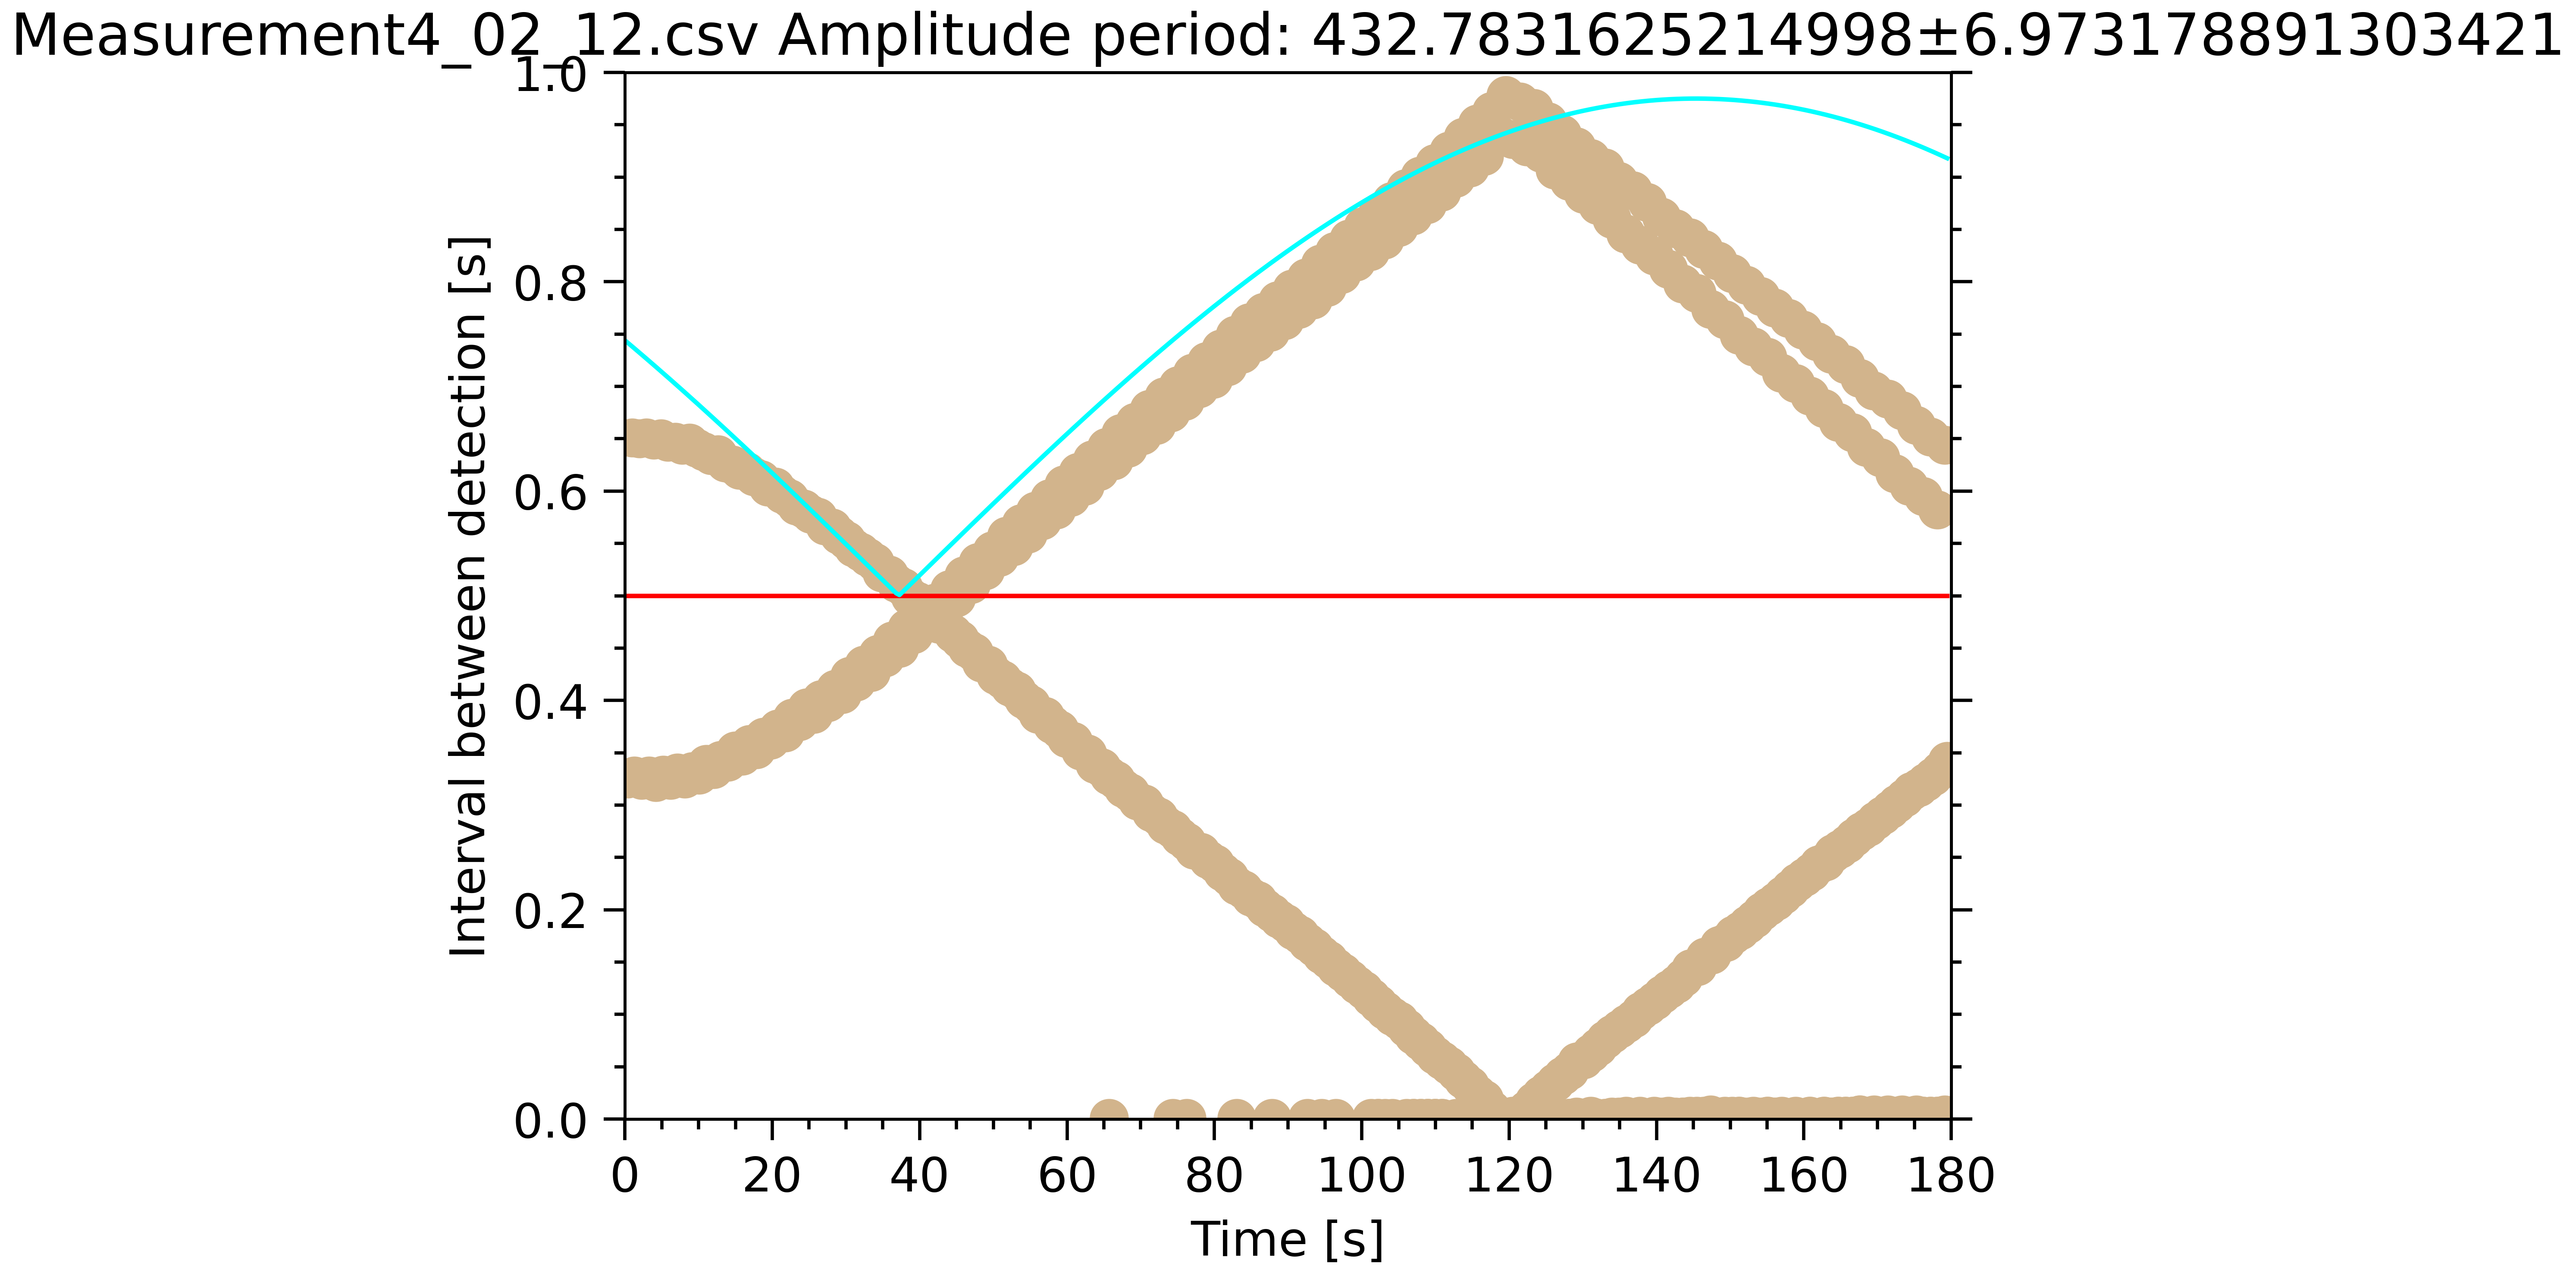 Measurement4_02_12.csv Amplitude period: 432.7831625214998±6.973178891303421
1.0
0.8
0.6
0.4
0.2
0.0
Interval between detection [s]
0 20 40 60 80 100 120 140 160 180
Time [s]